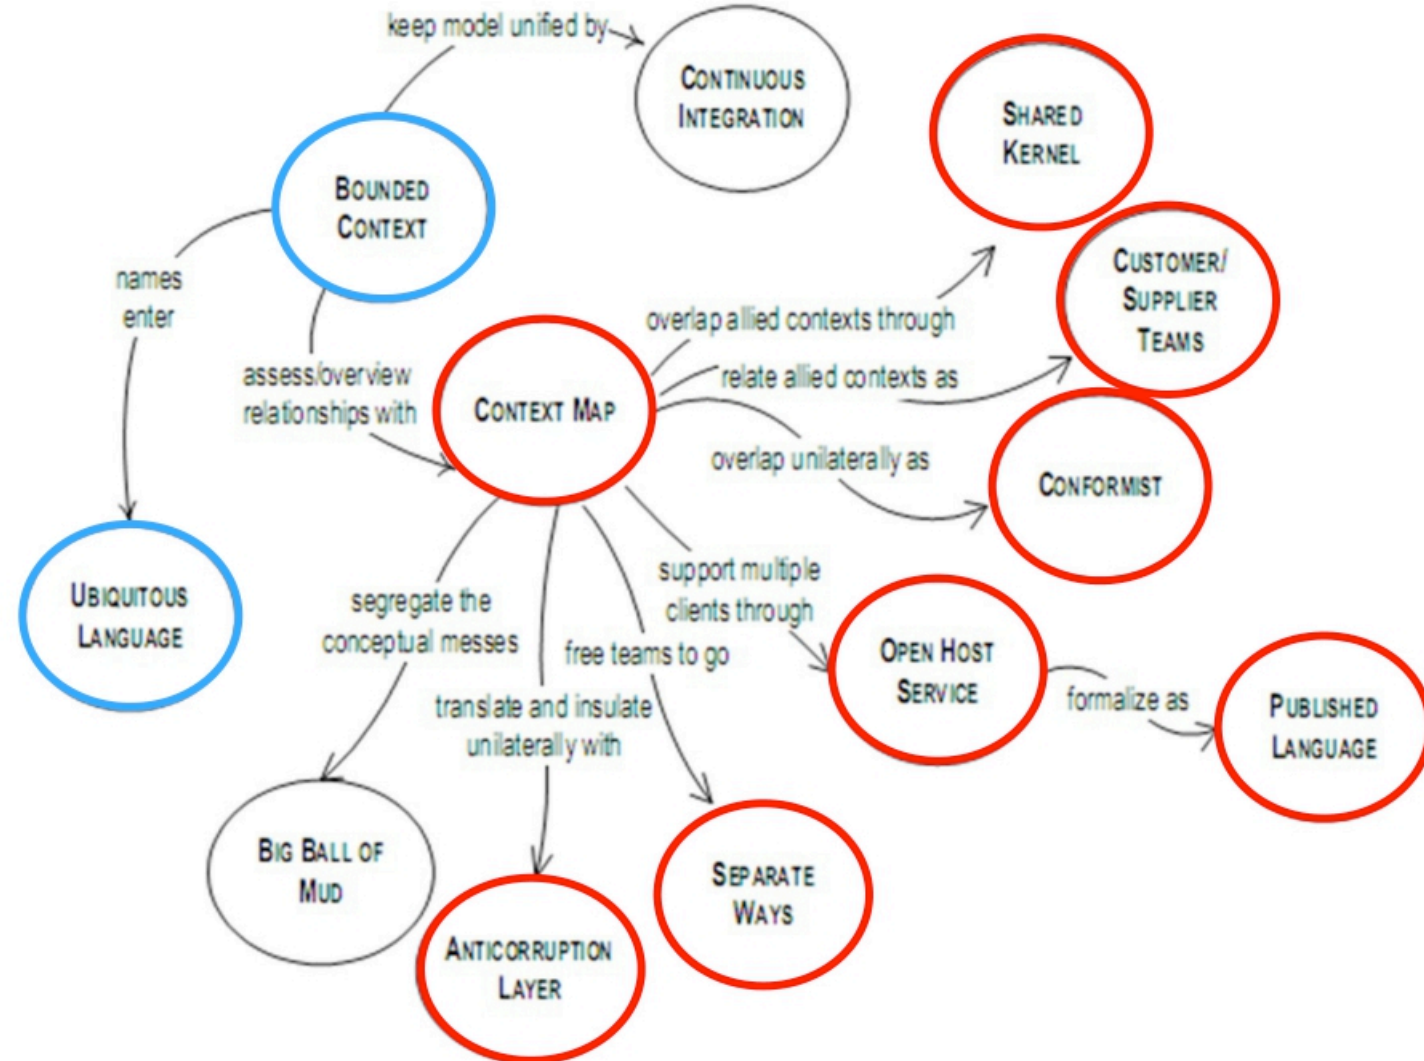 keep model unified by
CONTINUOUS
INTEGRATION
SHARED
KERNEL
BOUNDED
CONTEXT
names
enter
CUSTOMER/
SUPPLIER
TEAMS
overlap allied contexts through
assess/overview
relationships with
relate allied contexts as
CONTEXT MAP
overlap unilaterally as
CONFORMIST
UBIQUITOUS
LANGUAGE
segregate the
conceptual messes
support multiple
clients through
free teams to go
OPEN HOST
SERVICE
formalize as
PUBLISHED
LANGUAGE
translate and insulate
unilaterally with
BIG BALL OF
MUD
SEPARATE
WAYS
ANTICORRUPTION
LAYER